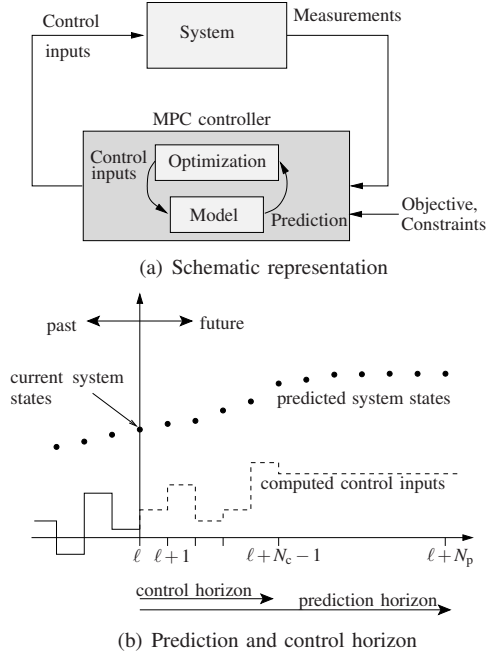 Control
inputs
System
Measurements
MPC controller
Control
inputs
Optimization
Model
Prediction
Objective,
Constraints
(a) Schematic representation
past
future
current system
states
predicted system states
computed control inputs
ℓ
ℓ+1
ℓ+N_c−1
ℓ+N_p
control horizon
prediction horizon
(b) Prediction and control horizon